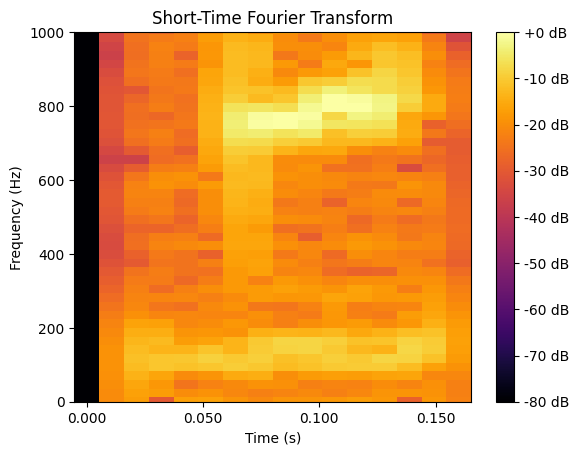 Short-Time Fourier Transform
1000
800
600
400
200
0
Frequency (Hz)
0.000
0.050
0.100
0.150
Time (s)
+0 dB
-10 dB
-20 dB
-30 dB
-40 dB
-50 dB
-60 dB
-70 dB
-80 dB